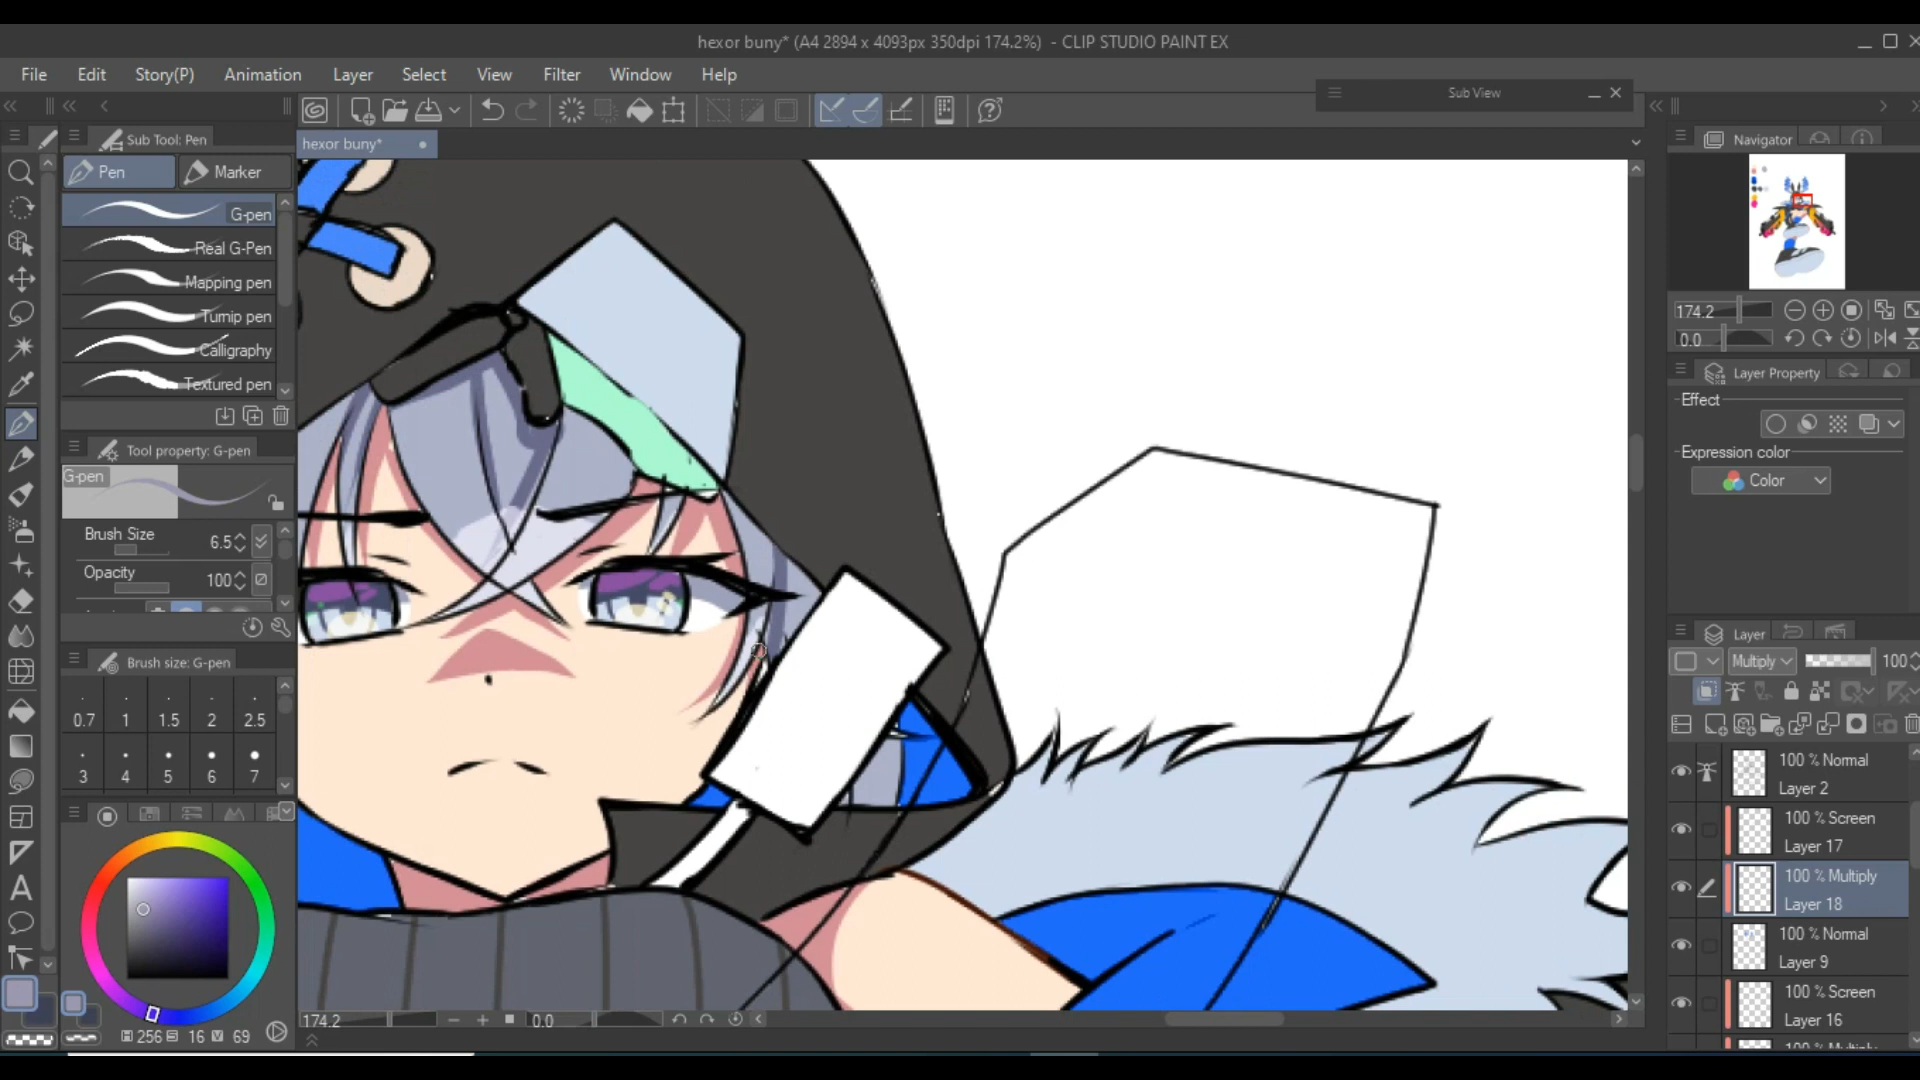 hexor buny* (A4 2894 x 4093px 350dpi 174.2%) - CLIP STUDIO PAINT EX
File Edit Story(P) Animation Layer Select View Filter Window Help
Sub View
Sub Tool: Pen
hexor buny*
Navigator
Pen Marker
G-pen
Real G-Pen
Mapping pen
Turnip pen
Calligraphy
Textured pen
174.2
0.0
Layer Property
Effect
Expression color
Color
Tool property: G-pen
G-pen
Brush Size 6.5
Opacity 100
Brush size: G-pen
0.7 1 1.5 2 2.5
3 4 5 6 7
Layer
Multiply 100
100 % Normal
Layer 2
100 % Screen
Layer 17
100 % Multiply
Layer 18
100 % Normal
Layer 9
100 % Screen
Layer 16
100 % Multiply
174.2 0.0
H 256 S 16 V 69